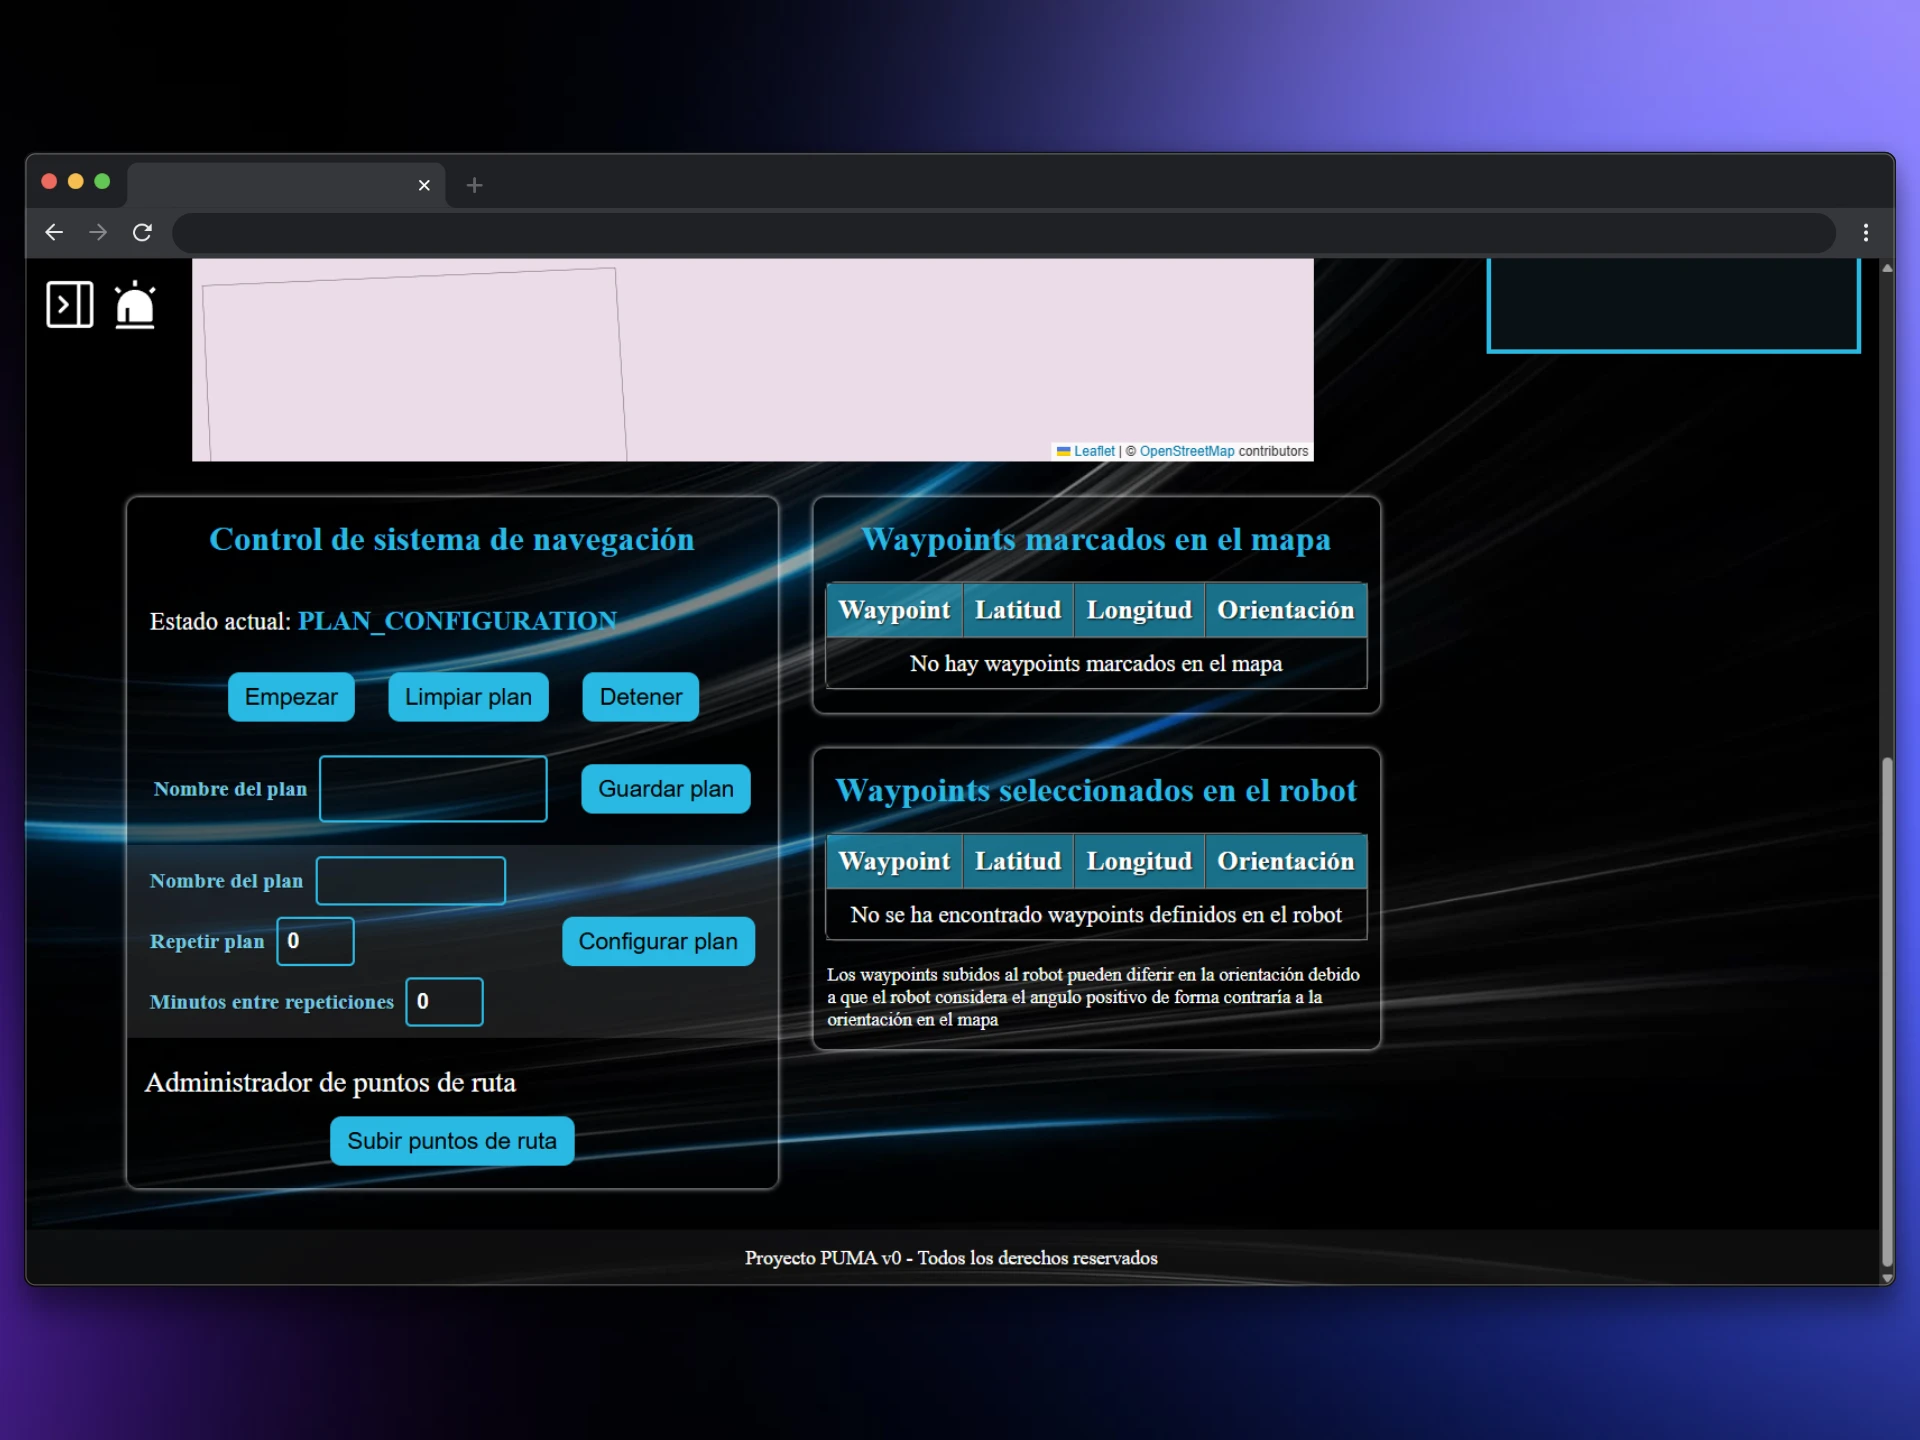 Leaflet | © OpenStreetMap contributors
Control de sistema de navegación
Estado actual: PLAN_CONFIGURATION
Empezar
Limpiar plan
Detener
Nombre del plan
Guardar plan
Nombre del plan
Repetir plan 0
Configurar plan
Minutos entre repeticiones 0
Administrador de puntos de ruta
Subir puntos de ruta
Waypoints marcados en el mapa
Waypoint Latitud Longitud Orientación
No hay waypoints marcados en el mapa
Waypoints seleccionados en el robot
Waypoint Latitud Longitud Orientación
No se ha encontrado waypoints definidos en el robot
Los waypoints subidos al robot pueden diferir en la orientación debido
a que el robot considera el angulo positivo de forma contraría a la
orientación en el mapa
Proyecto PUMA v0 - Todos los derechos reservados